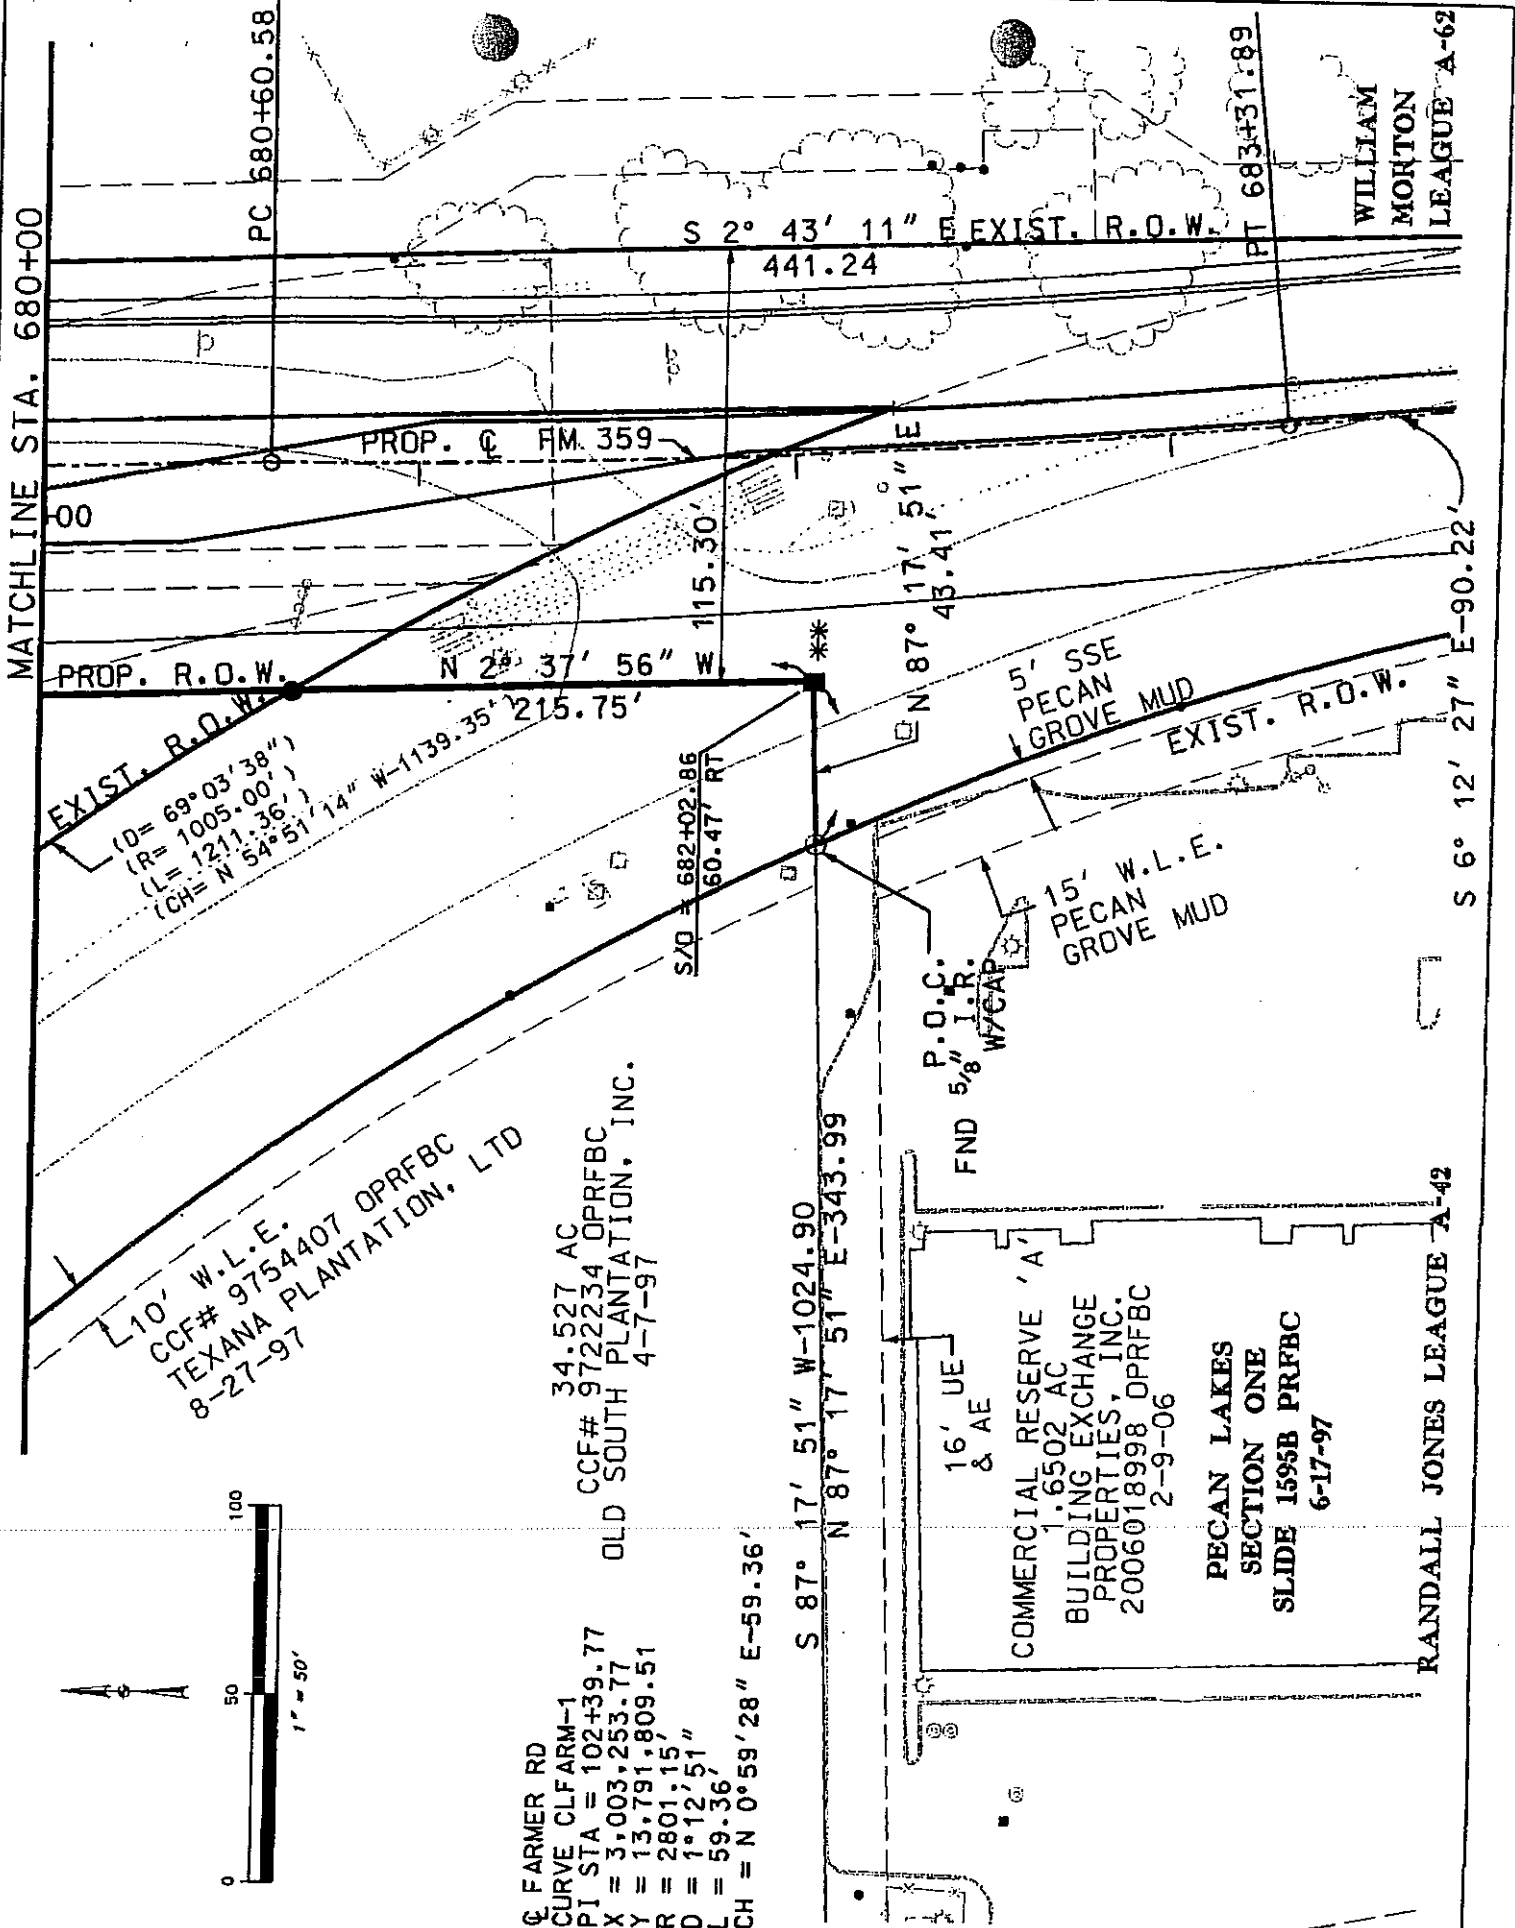 MATCHLINE STA. 680+00
PC 680+60.58
PT 683+31.89
WILLIAM
MORTON
LEAGUE A-62
S 2° 43' 11" E EXIST. R.O.W.
441.24
PROP. ℄ FM 359
+00
115.30'
N 87° 17' 51" E
43.41'
**
PROP. R.O.W.
N 2° 37' 56" W
215.75'
EXIST. R.O.W.
(D= 69°03'38")
(R= 1005.00')
(L= 1211.36')
(CH= N 54°51'14" W-1139.35')
S/O = 682+02.86
60.47' RT
5' SSE
PECAN
GROVE MUD
EXIST. R.O.W.
15' W.L.E.
PECAN
GROVE MUD
S 6° 12' 27" E-90.22'
P.O.C.
FND 5/8" I.R.
W/CAP
10' W.L.E.
CCF# 9754407 OPRFBC
TEXANA PLANTATION, LTD
8-27-97
34.527 AC
CCF# 9722234 OPRFBC
OLD SOUTH PLANTATION, INC.
4-7-97
S 87° 17' 51" W-1024.90
N 87° 17' 51" E-343.99
16' UE
& AE
COMMERCIAL RESERVE 'A'
1.6502 AC
BUILDING EXCHANGE
PROPERTIES, INC.
2006018998 OPRFBC
2-9-06
PECAN LAKES
SECTION ONE
SLIDE 1595B PRFBC
6-17-97
RANDALL JONES LEAGUE A-42
0 50 100
1" = 50'
℄ FARMER RD
CURVE CLFARM-1
PI STA = 102+39.77
X = 3,003,253.77
Y = 13,791,809.51
R = 2801.15'
D = 1°12'51"
L = 59.36'
CH = N 0°59'28" E-59.36'